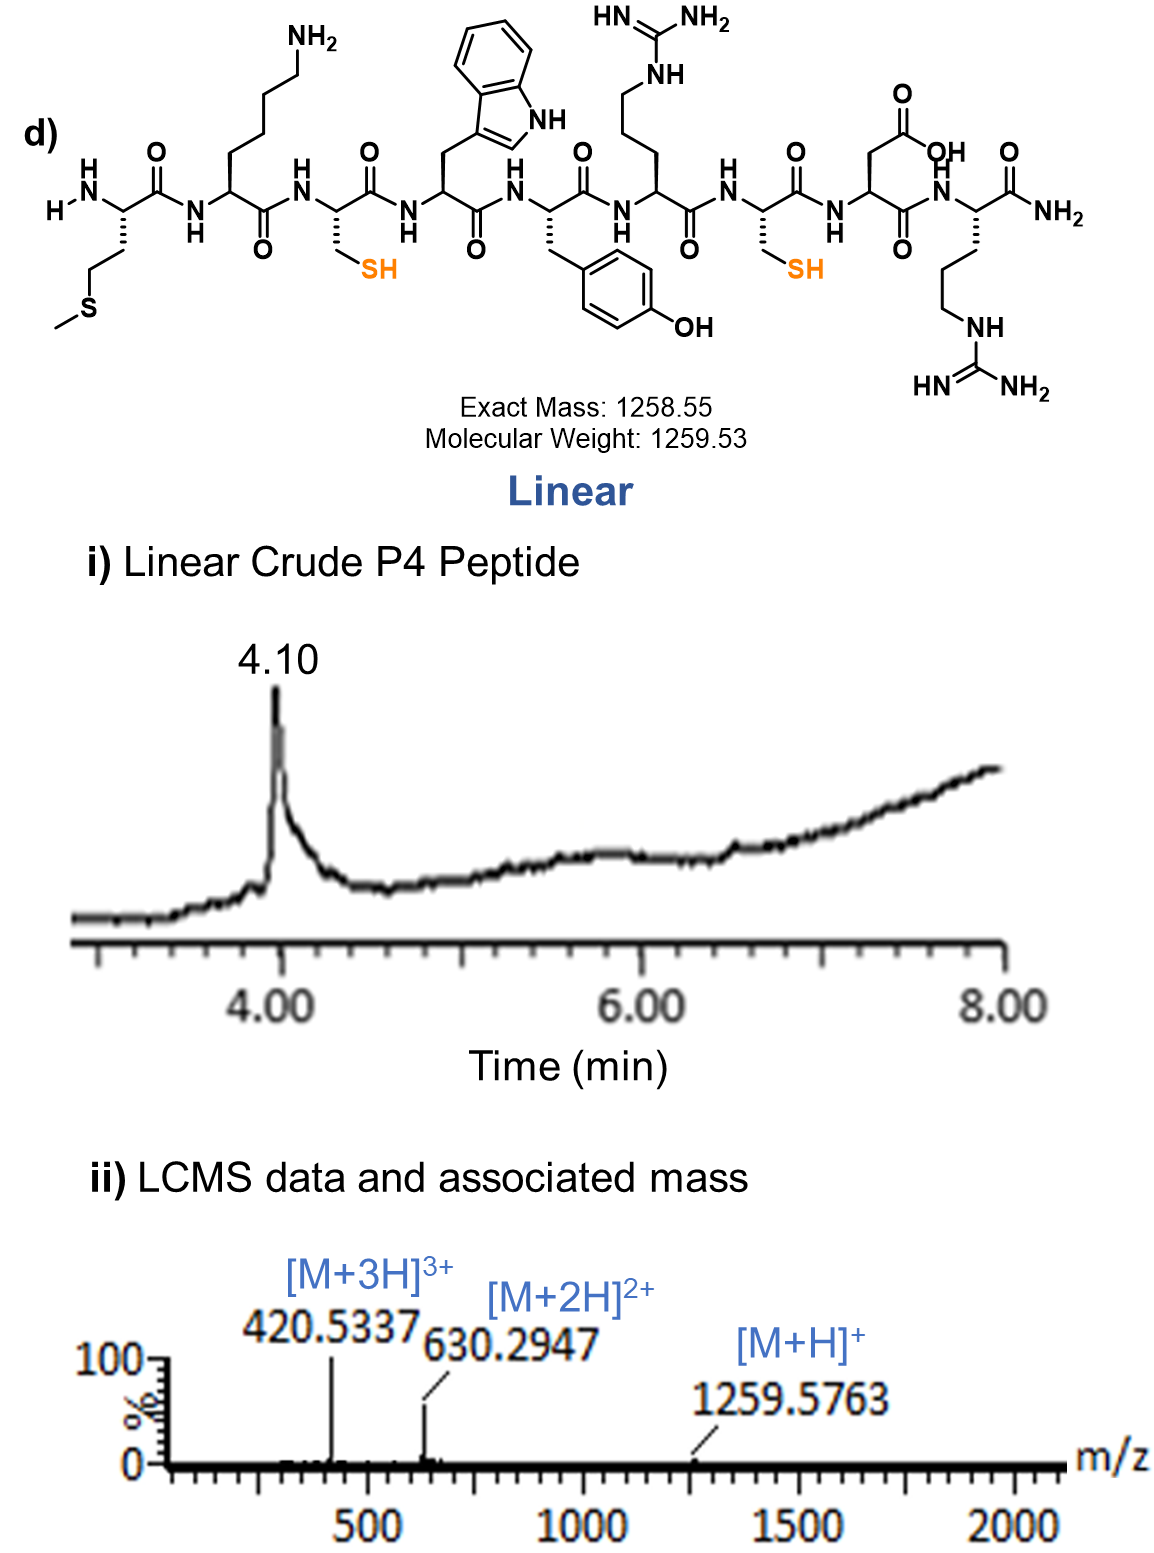 d)
NH2
HN NH2
NH
NH
O
OH
H O H O H O H O H O
H N N N N N NH2
N N N N
H H H H
O O O O
SH SH
S
OH
NH
HN NH2
Exact Mass: 1258.55
Molecular Weight: 1259.53
Linear
i) Linear Crude P4 Peptide
4.10
4.00 6.00 8.00
Time (min)
ii) LCMS data and associated mass
[M+3H]3+
[M+2H]2+
[M+H]+
420.5337
630.2947
1259.5763
100
%
0
m/z
500 1000 1500 2000